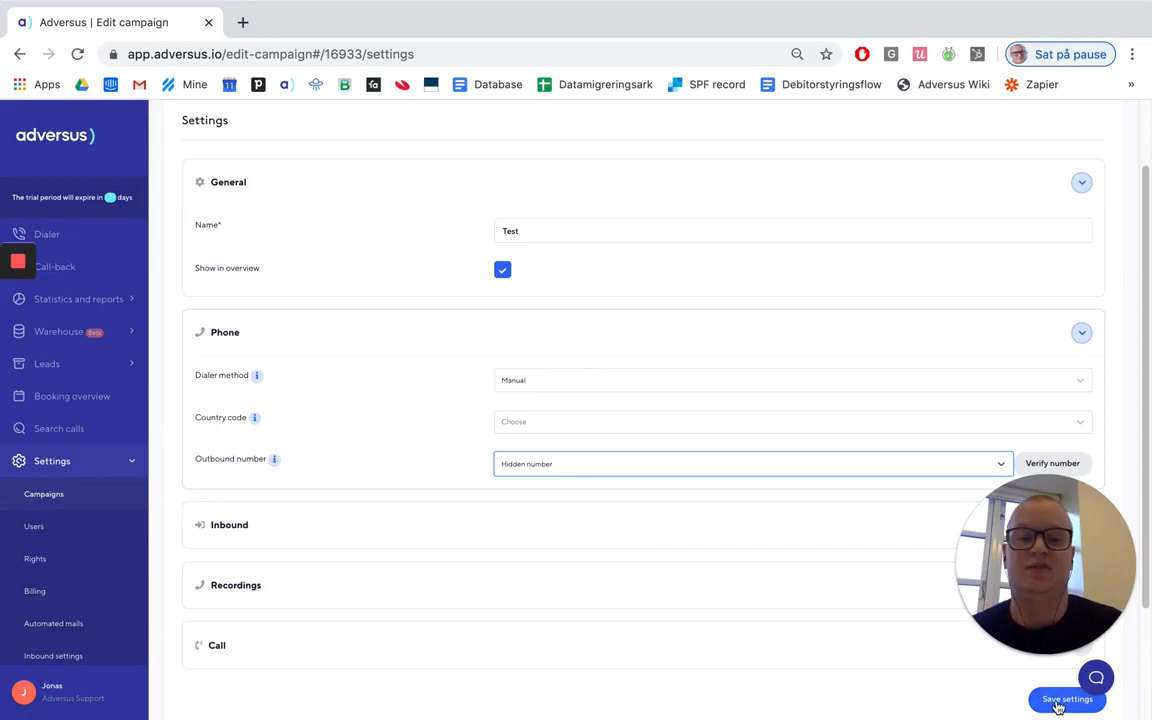 a) Adversus | Edit campaign
app.adversus.io/edit-campaign#/16933/settings
Sat på pause
Apps
Mine
Database
Datamigreringsark
SPF record
Debitorstyringsflow
Adversus Wiki
Zapier
»
adversus)
The trial period will expire in days
Dialer
Call-back
Statistics and reports
Warehouse Beta
Leads
Booking overview
Search calls
Settings
Campaigns
Users
Rights
Billing
Automated mails
Inbound settings
J
Jonas
Adversus Support
Settings
General
Name*
Test
Show in overview
Phone
Dialer method i
Manual
Country code i
Choose
Outbound number i
Hidden number
Verify number
Inbound
Recordings
Call
Save settings